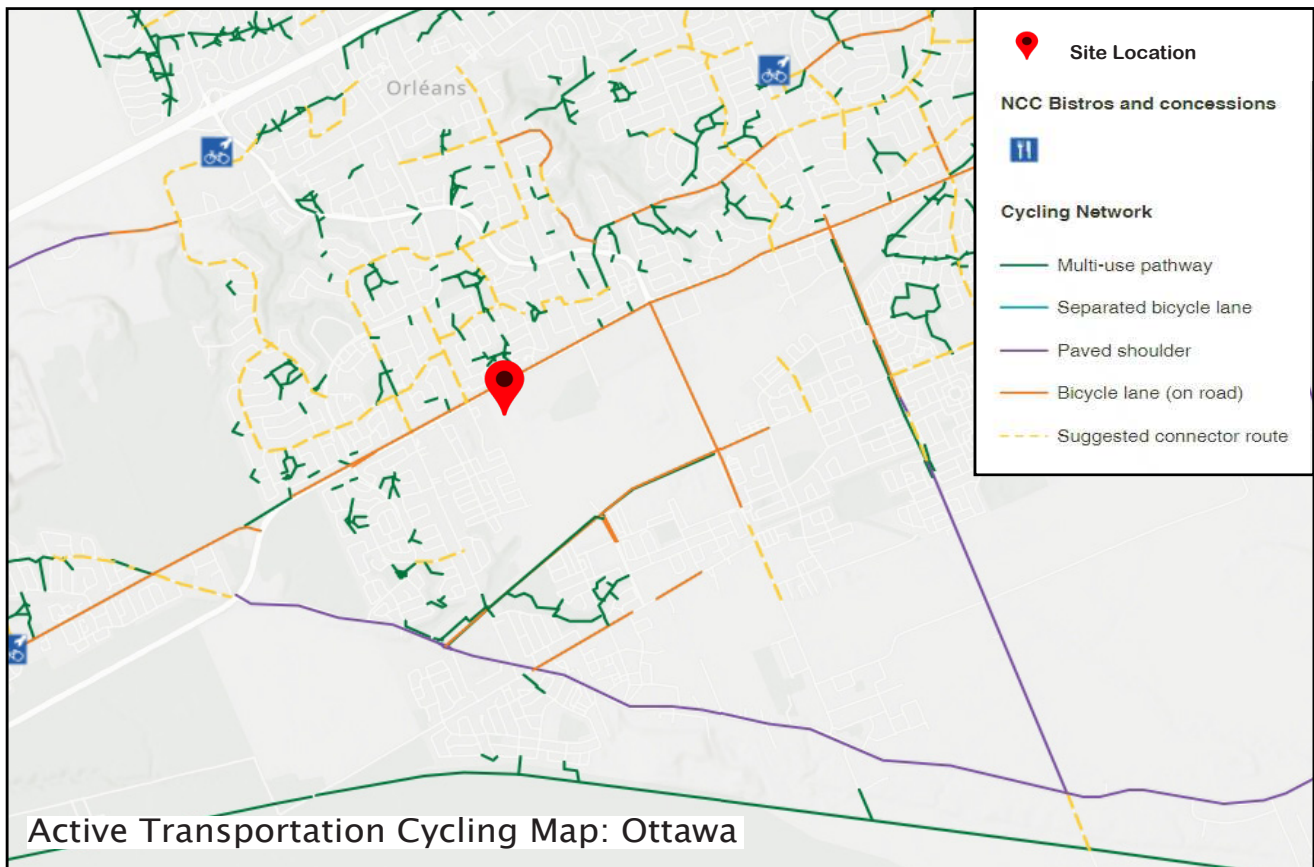 Orléans
Site Location
NCC Bistros and concessions
Cycling Network
Multi-use pathway
Separated bicycle lane
Paved shoulder
Bicycle lane (on road)
Suggested connector route
Active Transportation Cycling Map: Ottawa